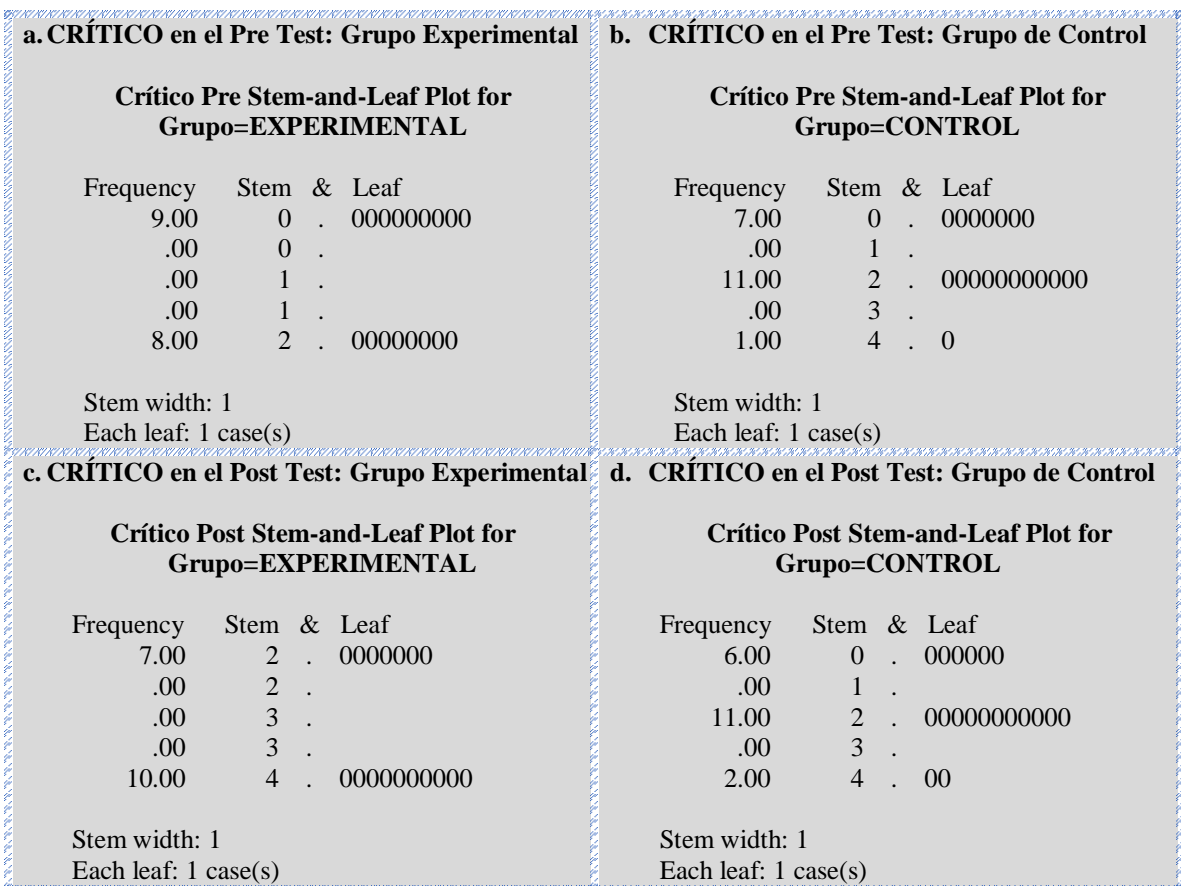 a. CRÍTICO en el Pre Test: Grupo Experimental
Crítico Pre Stem-and-Leaf Plot for
Grupo=EXPERIMENTAL
Frequency Stem & Leaf
9.00 0 . 000000000
.00 0 .
.00 1 .
.00 1 .
8.00 2 . 00000000
Stem width: 1
Each leaf: 1 case(s)
b. CRÍTICO en el Pre Test: Grupo de Control
Crítico Pre Stem-and-Leaf Plot for
Grupo=CONTROL
Frequency Stem & Leaf
7.00 0 . 0000000
.00 1 .
11.00 2 . 00000000000
.00 3 .
1.00 4 . 0
Stem width: 1
Each leaf: 1 case(s)
c. CRÍTICO en el Post Test: Grupo Experimental
Crítico Post Stem-and-Leaf Plot for
Grupo=EXPERIMENTAL
Frequency Stem & Leaf
7.00 2 . 0000000
.00 2 .
.00 3 .
.00 3 .
10.00 4 . 0000000000
Stem width: 1
Each leaf: 1 case(s)
d. CRÍTICO en el Post Test: Grupo de Control
Crítico Post Stem-and-Leaf Plot for
Grupo=CONTROL
Frequency Stem & Leaf
6.00 0 . 000000
.00 1 .
11.00 2 . 00000000000
.00 3 .
2.00 4 . 00
Stem width: 1
Each leaf: 1 case(s)